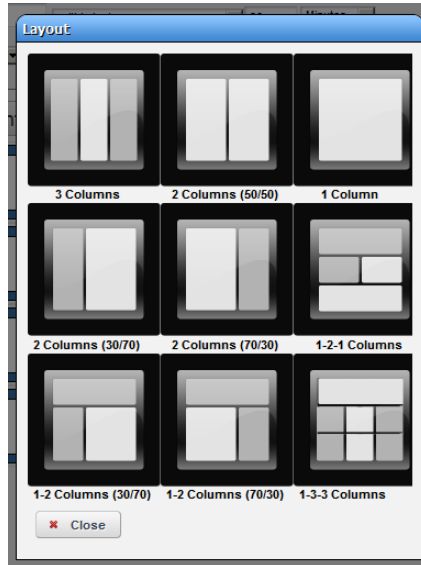 Layout
3 Columns
2 Columns (50/50)
1 Column
2 Columns (30/70)
2 Columns (70/30)
1-2-1 Columns
1-2 Columns (30/70)
1-2 Columns (70/30)
1-3-3 Columns
Close